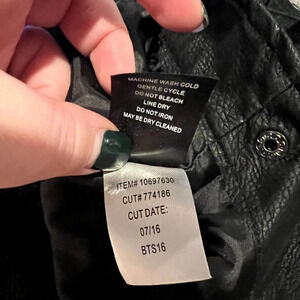 MACHINE WASH COLD
GENTLE CYCLE
DO NOT BLEACH
LINE DRY
DO NOT IRON
MAY BE DRY CLEANED
ITEM# 10697630
CUT# 774186
CUT DATE:
07/16
BTS16